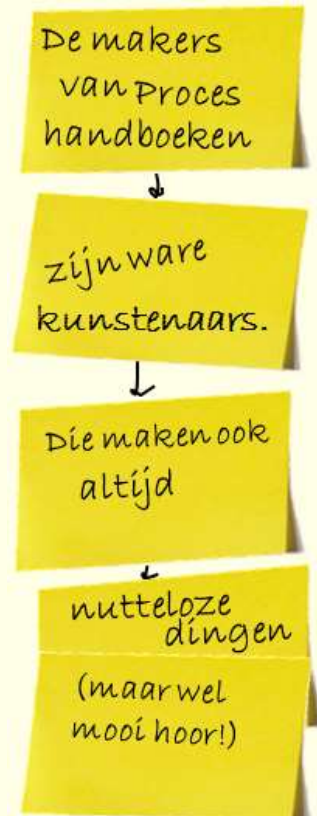 De makers
van Proces
handboeken
zijn ware
kunstenaars.
Die maken ook
altijd
nutteloze
dingen
(maar wel
mooi hoor!)